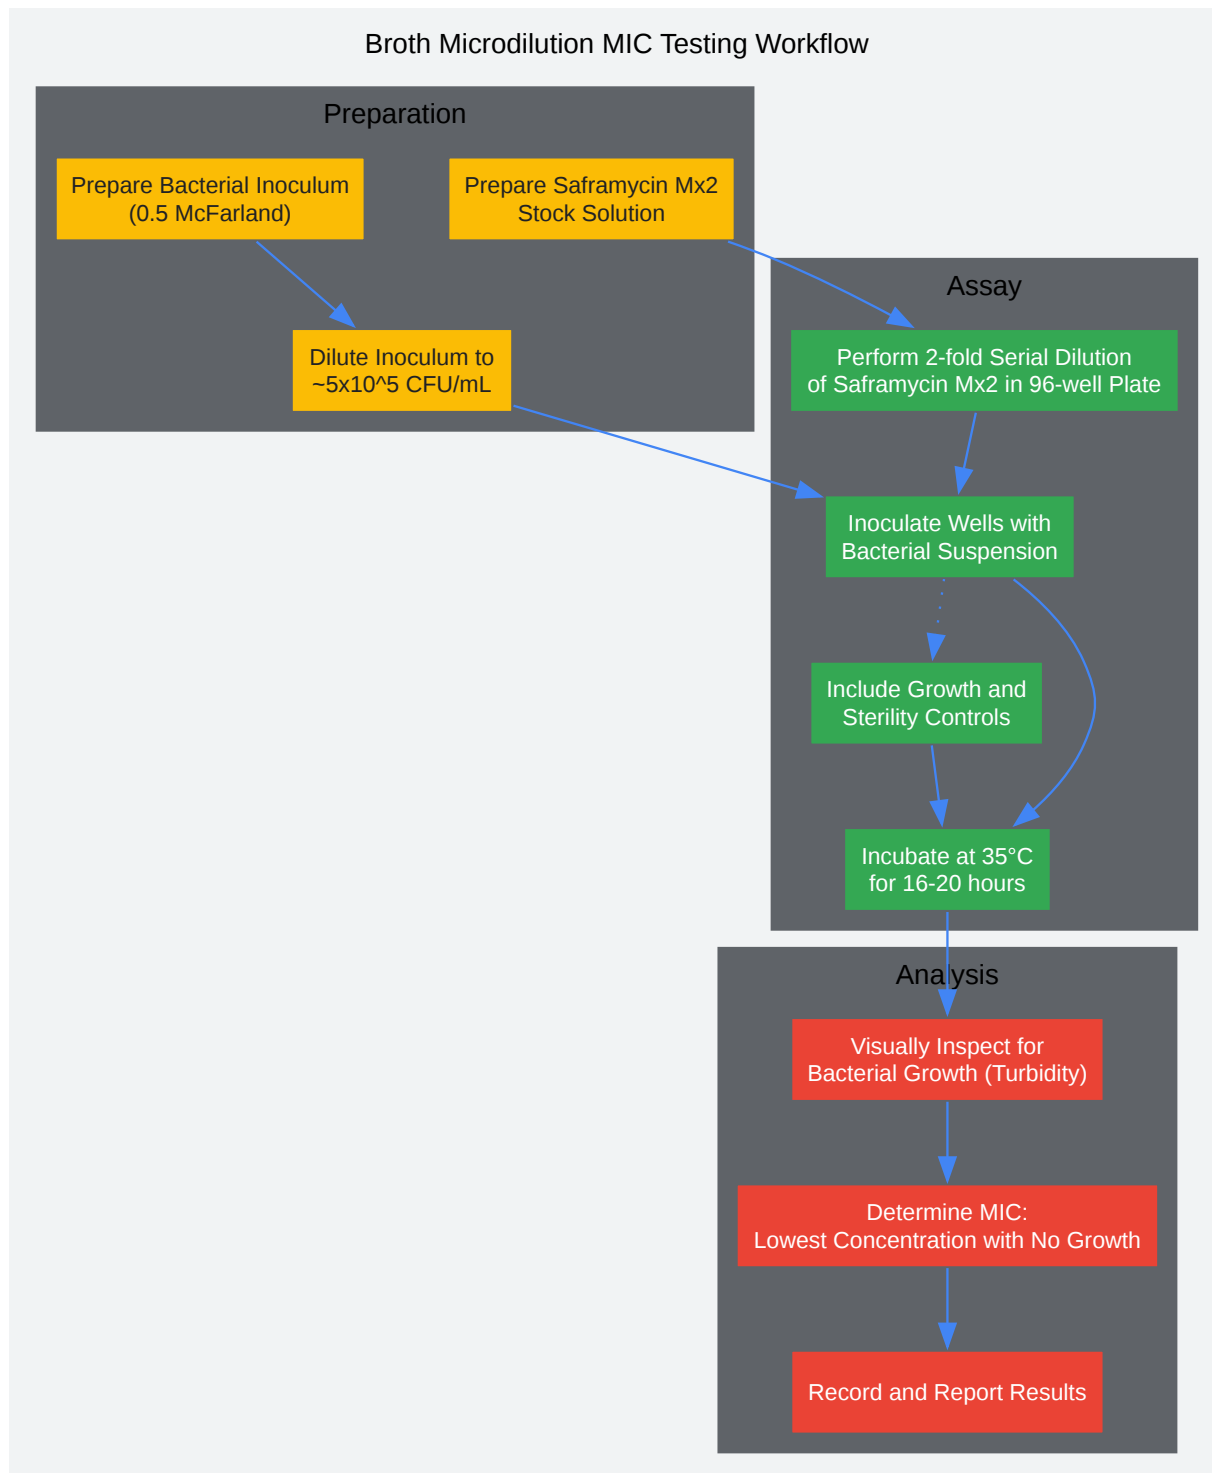 Broth Microdilution MIC Testing Workflow
Preparation
Prepare Bacterial Inoculum
(0.5 McFarland)
Prepare Saframycin Mx2
Stock Solution
Dilute Inoculum to
~5x10^5 CFU/mL
Assay
Perform 2-fold Serial Dilution
of Saframycin Mx2 in 96-well Plate
Inoculate Wells with
Bacterial Suspension
Include Growth and
Sterility Controls
Incubate at 35°C
for 16-20 hours
Analysis
Visually Inspect for
Bacterial Growth (Turbidity)
Determine MIC:
Lowest Concentration with No Growth
Record and Report Results